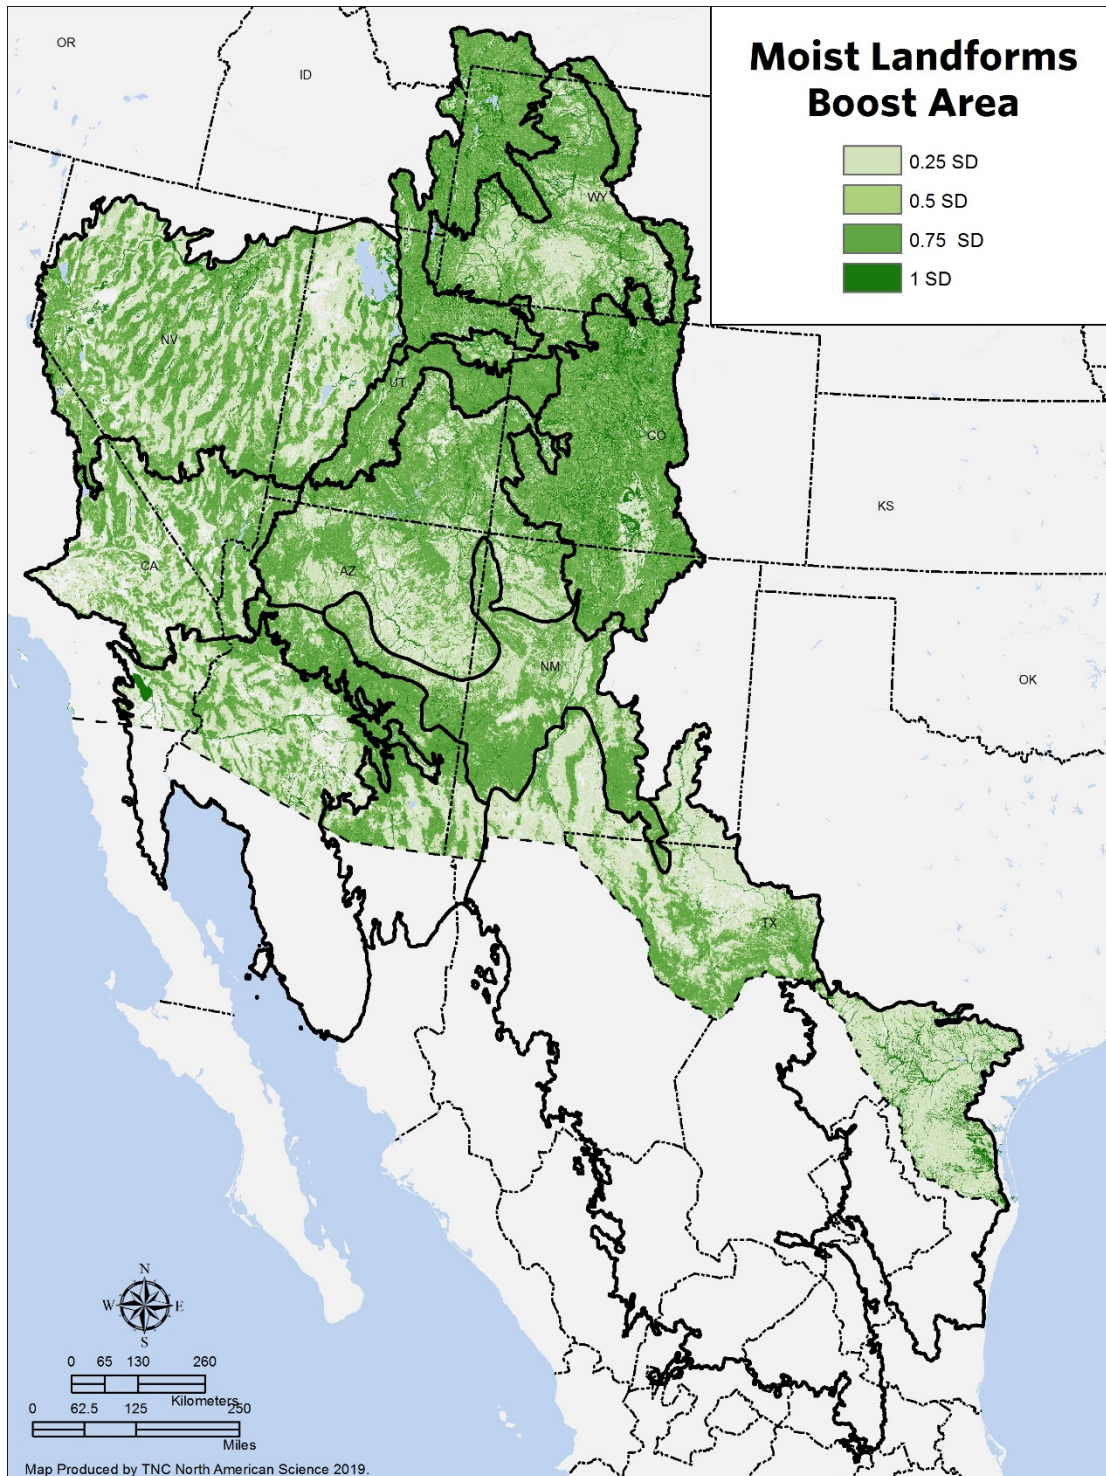 Moist Landforms
Boost Area
0.25 SD
0.5 SD
0.75 SD
1 SD
OR
ID
WY
NV
UT
CO
KS
CA
AZ
NM
OK
TX
N
W E
S
0 65 130 260
Kilometers
0 62.5 125 250
Miles
Map Produced by TNC North American Science 2019.